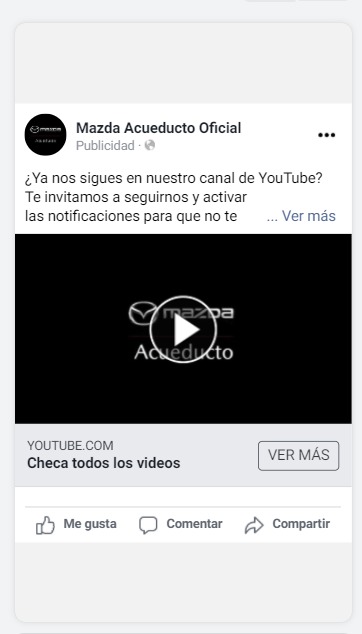 Mazda Acueducto Oficial
Publicidad ·
¿Ya nos sigues en nuestro canal de YouTube?
Te invitamos a seguirnos y activar
las notificaciones para que no te ... Ver más
mazda
Acueducto
YOUTUBE.COM
Checa todos los videos
VER MÁS
Me gusta Comentar Compartir